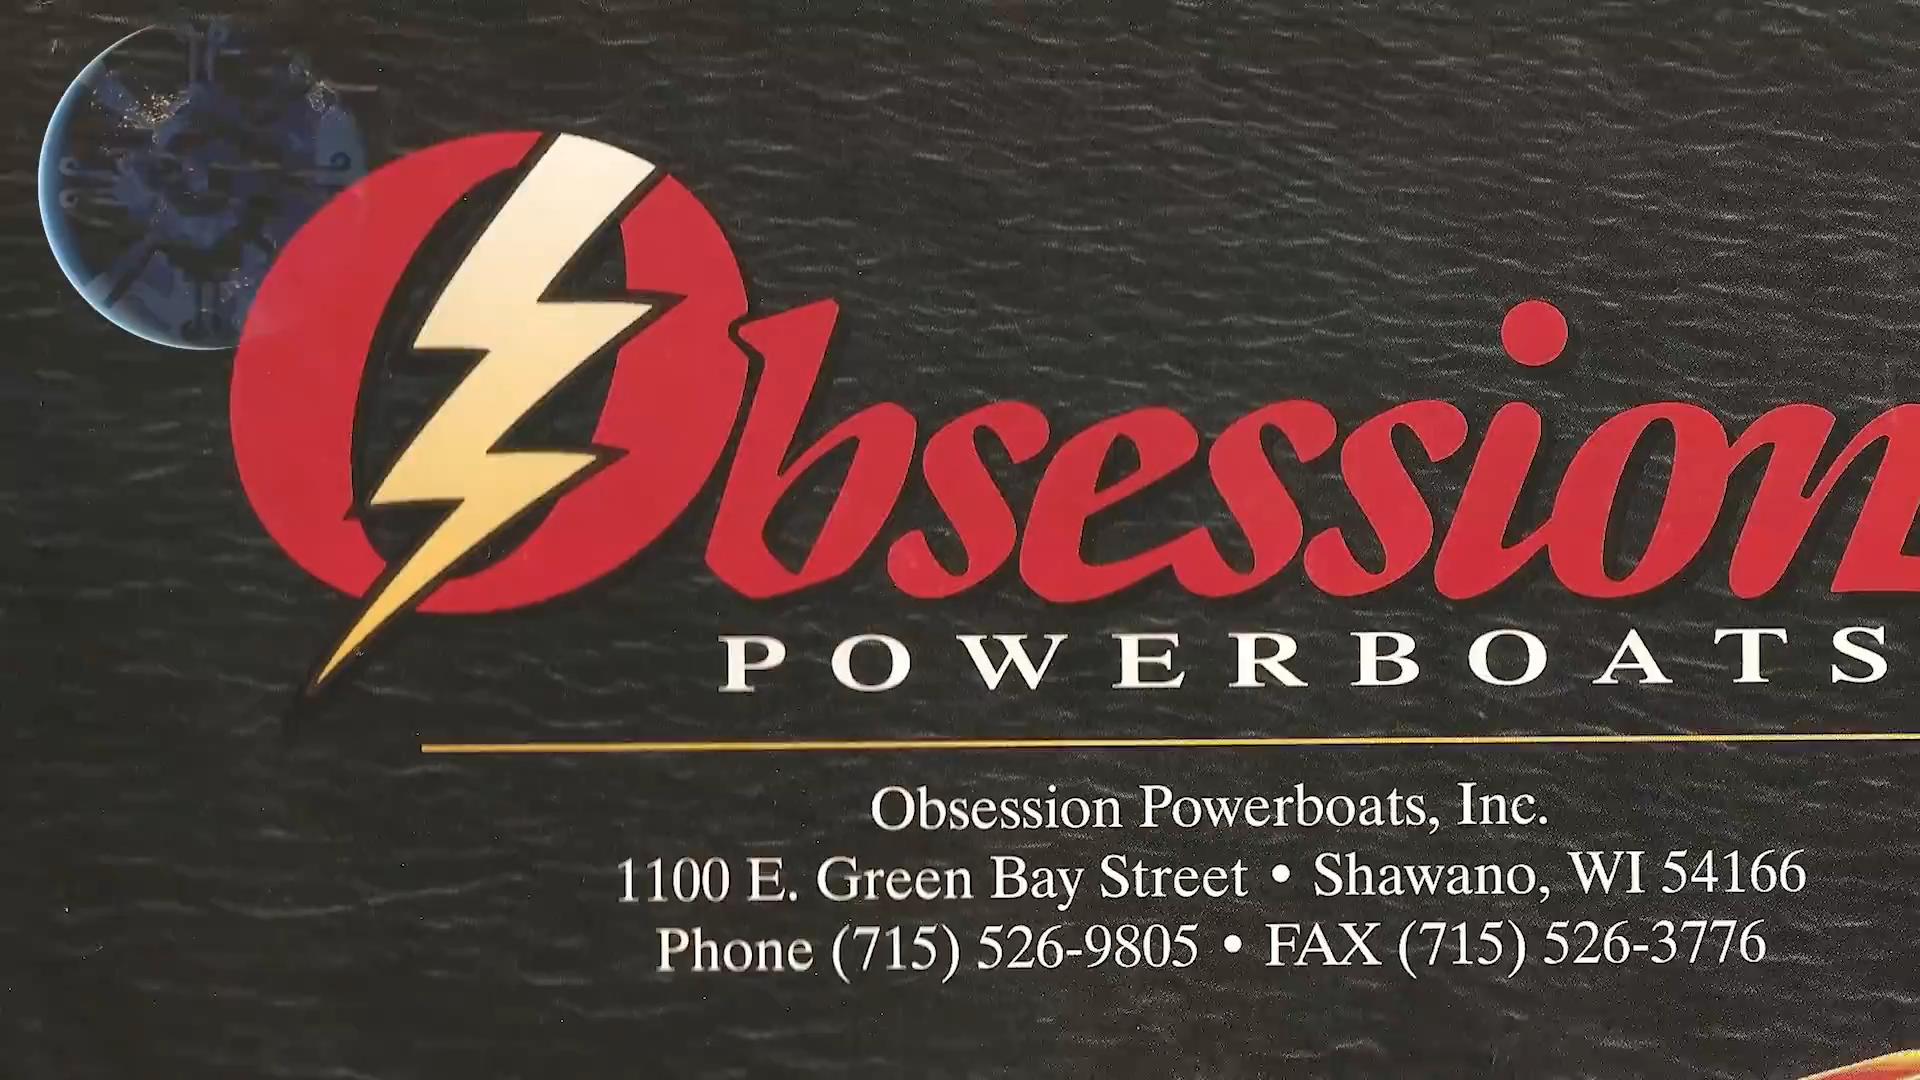 Obsession
POWERBOATS
Obsession Powerboats, Inc.
1100 E. Green Bay Street • Shawano, WI 54166
Phone (715) 526-9805 • FAX (715) 526-3776